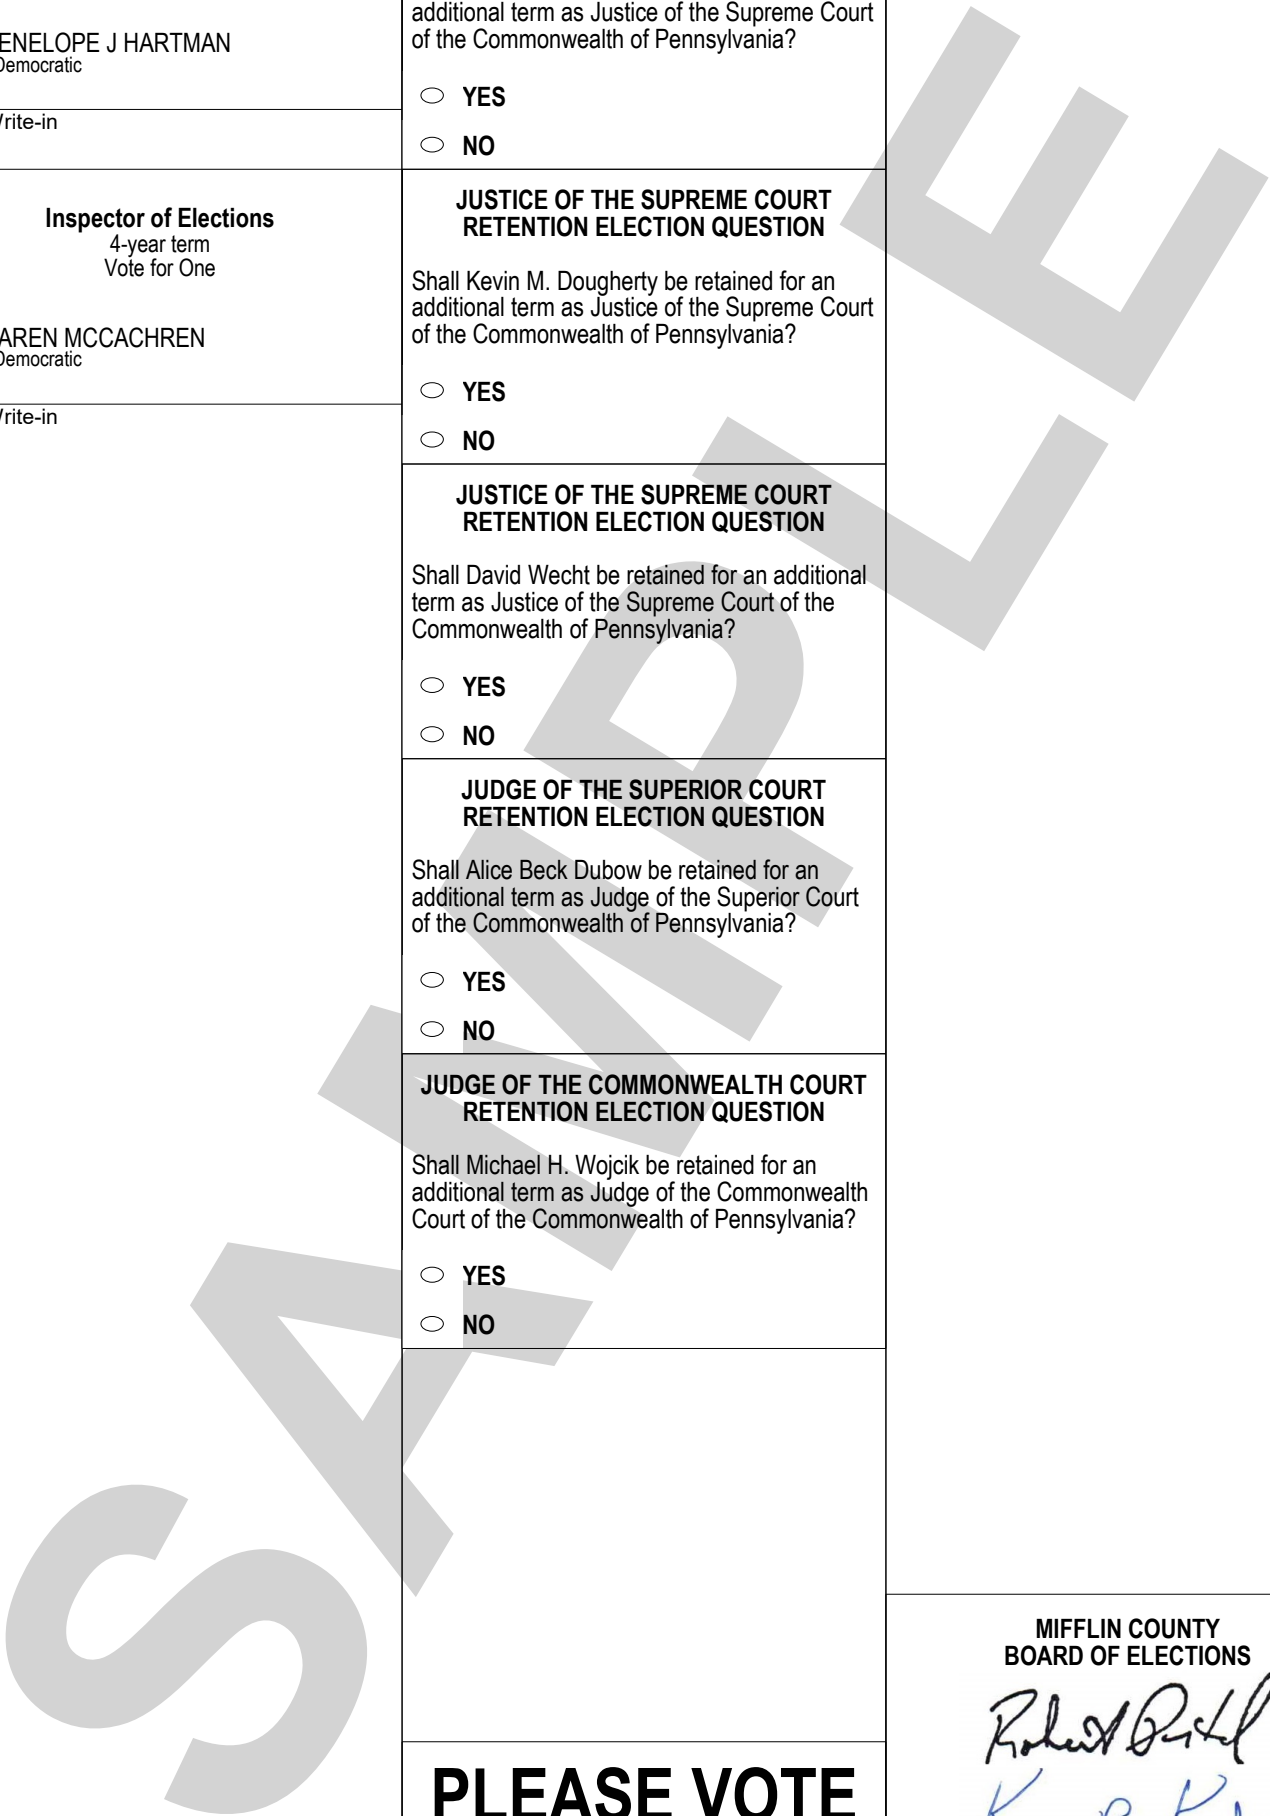 ENELOPE J HARTMAN
Democratic
rite-in
Inspector of Elections
4-year term
Vote for One
AREN MCCACHREN
Democratic
rite-in
additional term as Justice of the Supreme Court
of the Commonwealth of Pennsylvania?
YES
NO
JUSTICE OF THE SUPREME COURT
RETENTION ELECTION QUESTION
Shall Kevin M. Dougherty be retained for an
additional term as Justice of the Supreme Court
of the Commonwealth of Pennsylvania?
YES
NO
JUSTICE OF THE SUPREME COURT
RETENTION ELECTION QUESTION
Shall David Wecht be retained for an additional
term as Justice of the Supreme Court of the
Commonwealth of Pennsylvania?
YES
NO
JUDGE OF THE SUPERIOR COURT
RETENTION ELECTION QUESTION
Shall Alice Beck Dubow be retained for an
additional term as Judge of the Superior Court
of the Commonwealth of Pennsylvania?
YES
NO
JUDGE OF THE COMMONWEALTH COURT
RETENTION ELECTION QUESTION
Shall Michael H. Wojcik be retained for an
additional term as Judge of the Commonwealth
Court of the Commonwealth of Pennsylvania?
YES
NO
PLEASE VOTE
MIFFLIN COUNTY
BOARD OF ELECTIONS
Robert
SAMPLE